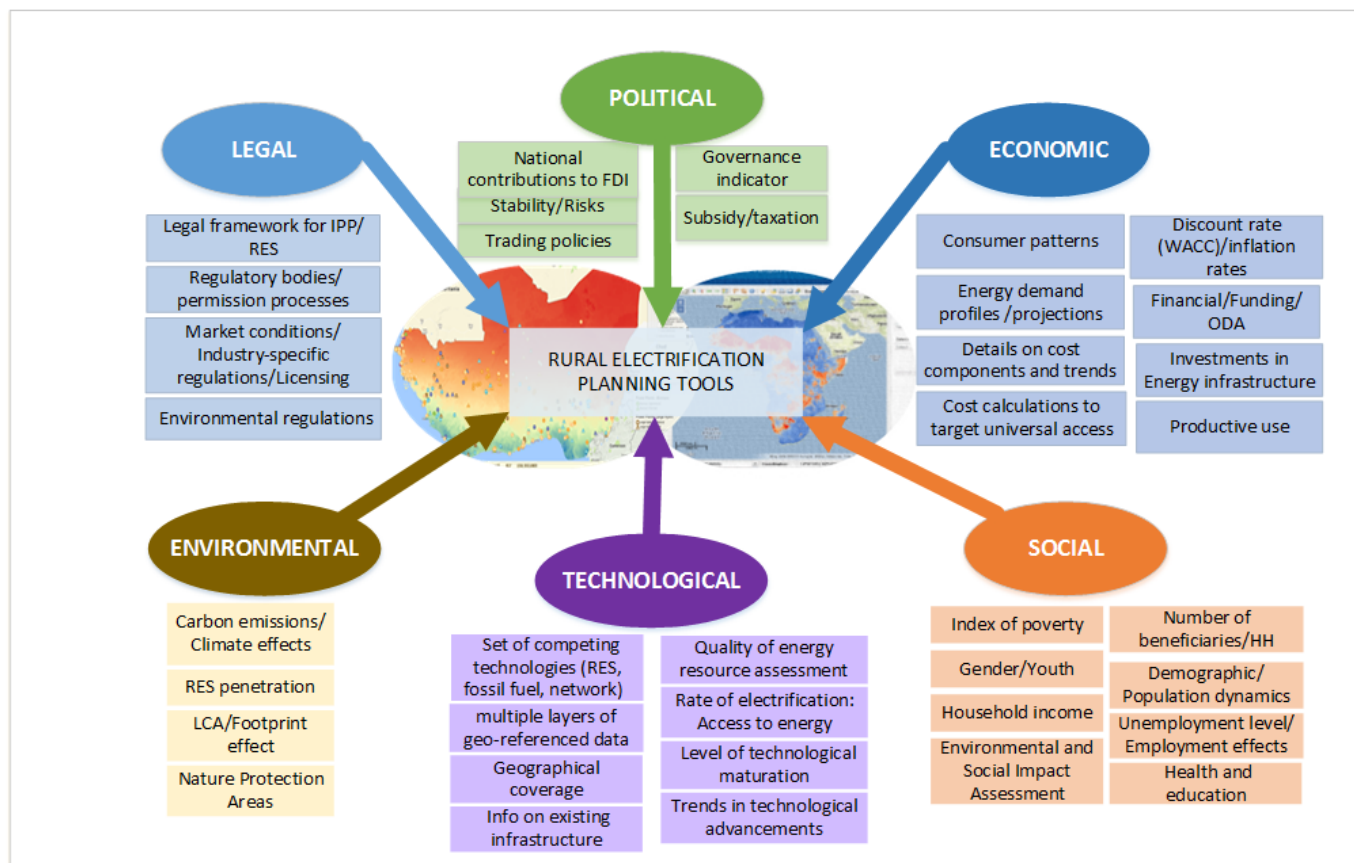 POLITICAL
LEGAL
ECONOMIC
National
contributions to FDI
Stability/Risks
Trading policies
Governance
indicator
Subsidy/taxation
Legal framework for IPP/
RES
Regulatory bodies/
permission processes
Market conditions/
Industry-specific
regulations/Licensing
Environmental regulations
Consumer patterns
Energy demand
profiles /projections
Details on cost
components and trends
Cost calculations to
target universal access
Discount rate
(WACC)/inflation
rates
Financial/Funding/
ODA
Investments in
Energy infrastructure
Productive use
RURAL ELECTRIFICATION
PLANNING TOOLS
ENVIRONMENTAL
TECHNOLOGICAL
SOCIAL
Carbon emissions/
Climate effects
RES penetration
LCA/Footprint
effect
Nature Protection
Areas
Set of competing
technologies (RES,
fossil fuel, network)
multiple layers of
geo-referenced data
Geographical
coverage
Info on existing
infrastructure
Quality of energy
resource assessment
Rate of electrification:
Access to energy
Level of technological
maturation
Trends in technological
advancements
Index of poverty
Gender/Youth
Household income
Environmental and
Social Impact
Assessment
Number of
beneficiaries/HH
Demographic/
Population dynamics
Unemployment level/
Employment effects
Health and
education